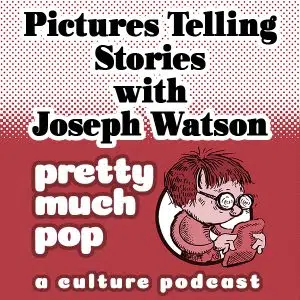 Pictures Telling
Stories
with
Joseph Watson
pretty
much
pop
a culture podcast